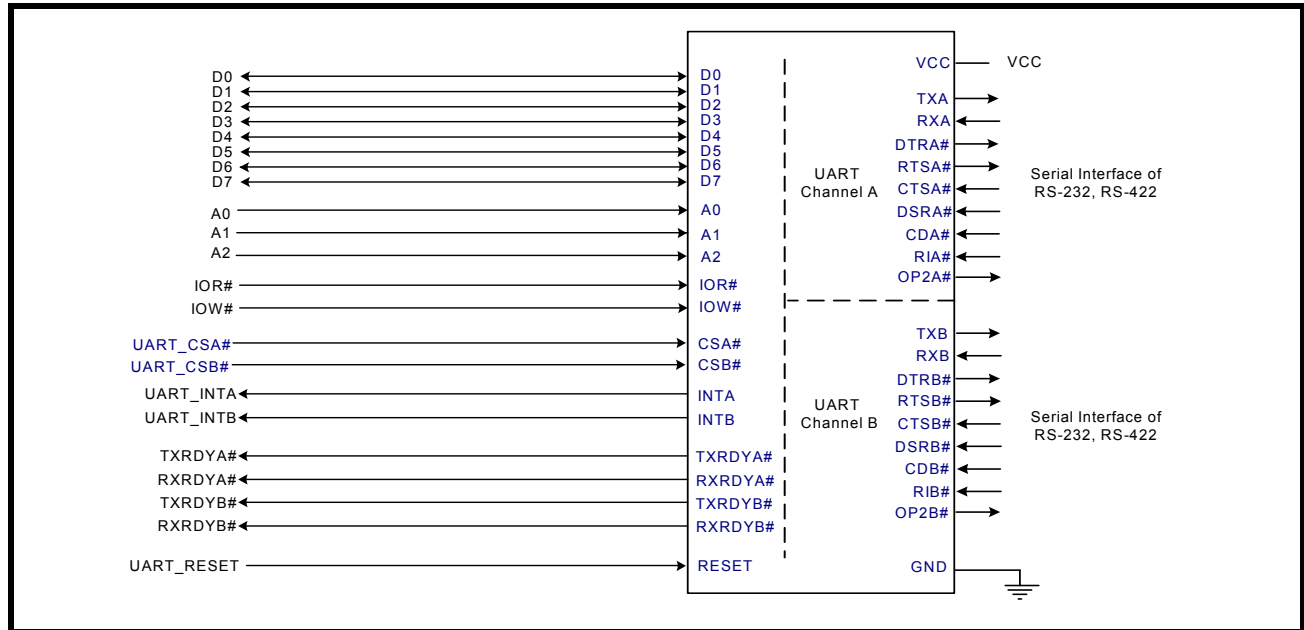 D0
D1
D2
D3
D4
D5
D6
D7
A0
A1
A2
IOR#
IOW#
UART_CSA#
UART_CSB#
UART_INTA
UART_INTB
TXRDYA#
RXRDYA#
TXRDYB#
RXRDYB#
UART_RESET
D0
D1
D2
D3
D4
D5
D6
D7
A0
A1
A2
IOR#
IOW#
CSA#
CSB#
INTA
INTB
TXRDYA#
RXRDYA#
TXRDYB#
RXRDYB#
RESET
UART
Channel A
UART
Channel B
VCC
TXA
RXA
DTRA#
RTSA#
CTSA#
DSRA#
CDA#
RIA#
OP2A#
TXB
RXB
DTRB#
RTSB#
CTSB#
DSRB#
CDB#
RIB#
OP2B#
GND
VCC
Serial Interface of
RS-232, RS-422
Serial Interface of
RS-232, RS-422